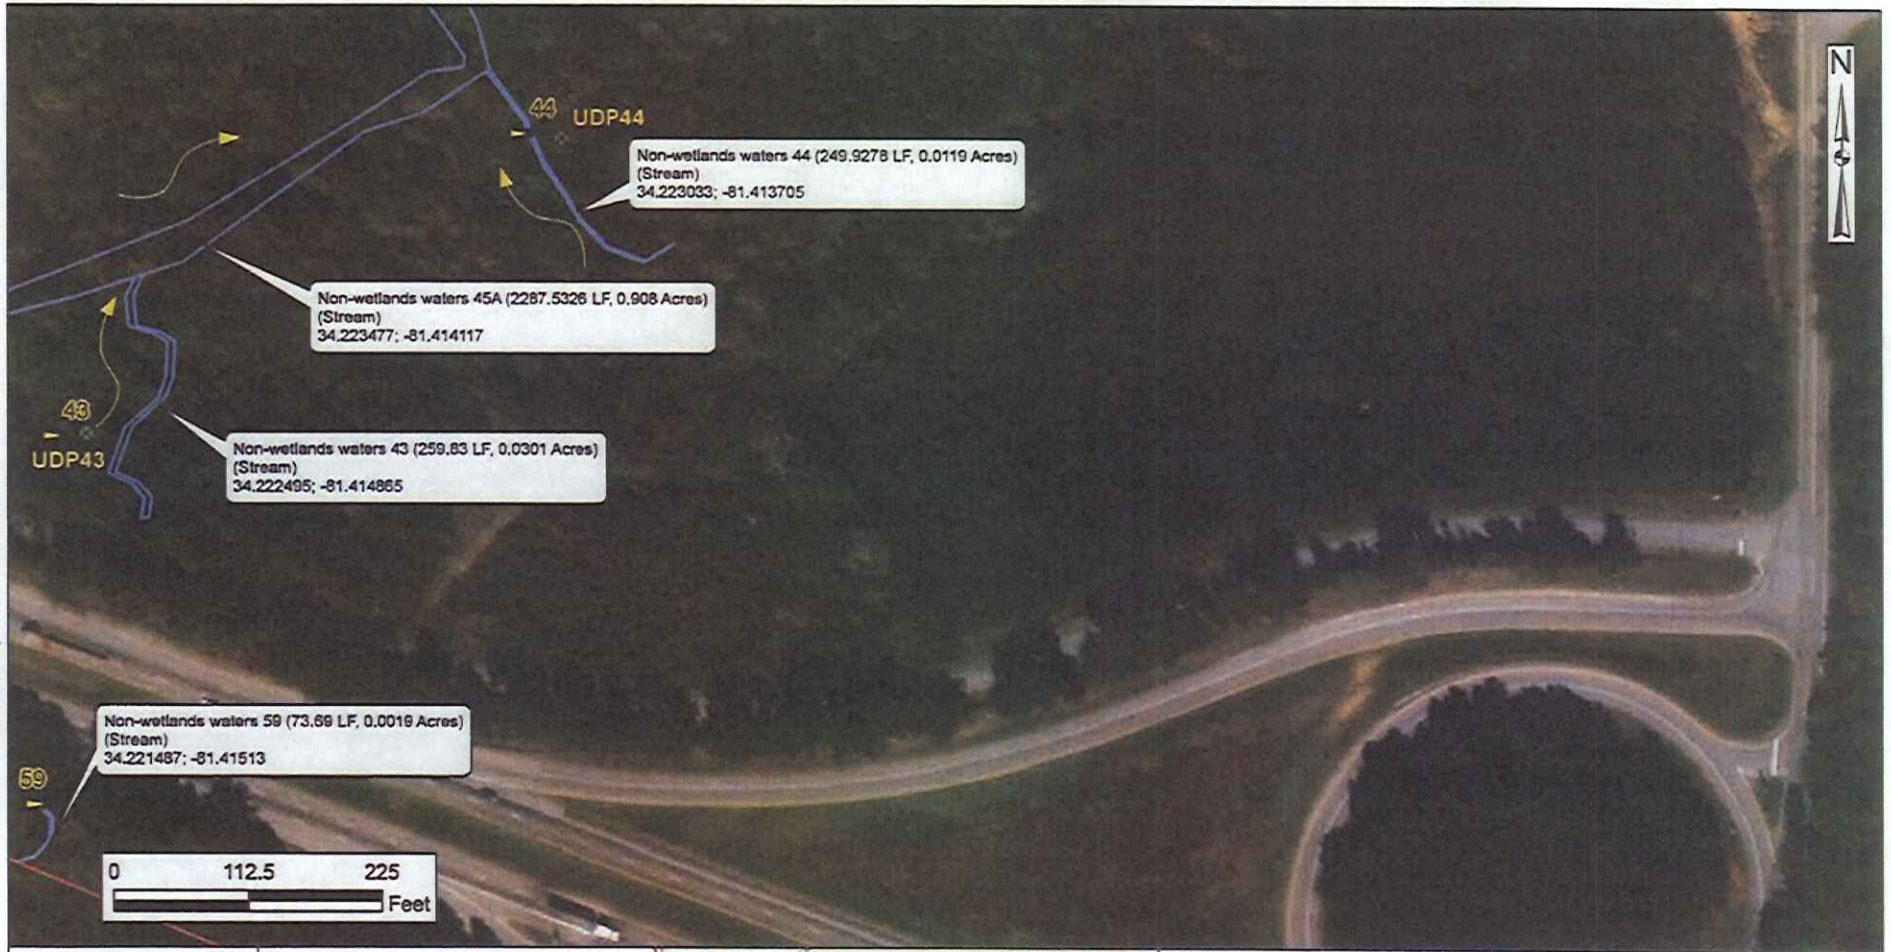 N
44 UDP44
Non-wetlands waters 44 (249.9278 LF, 0.0119 Acres)
(Stream)
34.223033; -81.413705
Non-wetlands waters 45A (2287.5326 LF, 0.908 Acres)
(Stream)
34.223477; -81.414117
43
UDP43
Non-wetlands waters 43 (259.83 LF, 0.0301 Acres)
(Stream)
34.222495; -81.414865
Non-wetlands waters 59 (73.69 LF, 0.0019 Acres)
(Stream)
34.221487; -81.41513
59
0 112.5 225
Feet